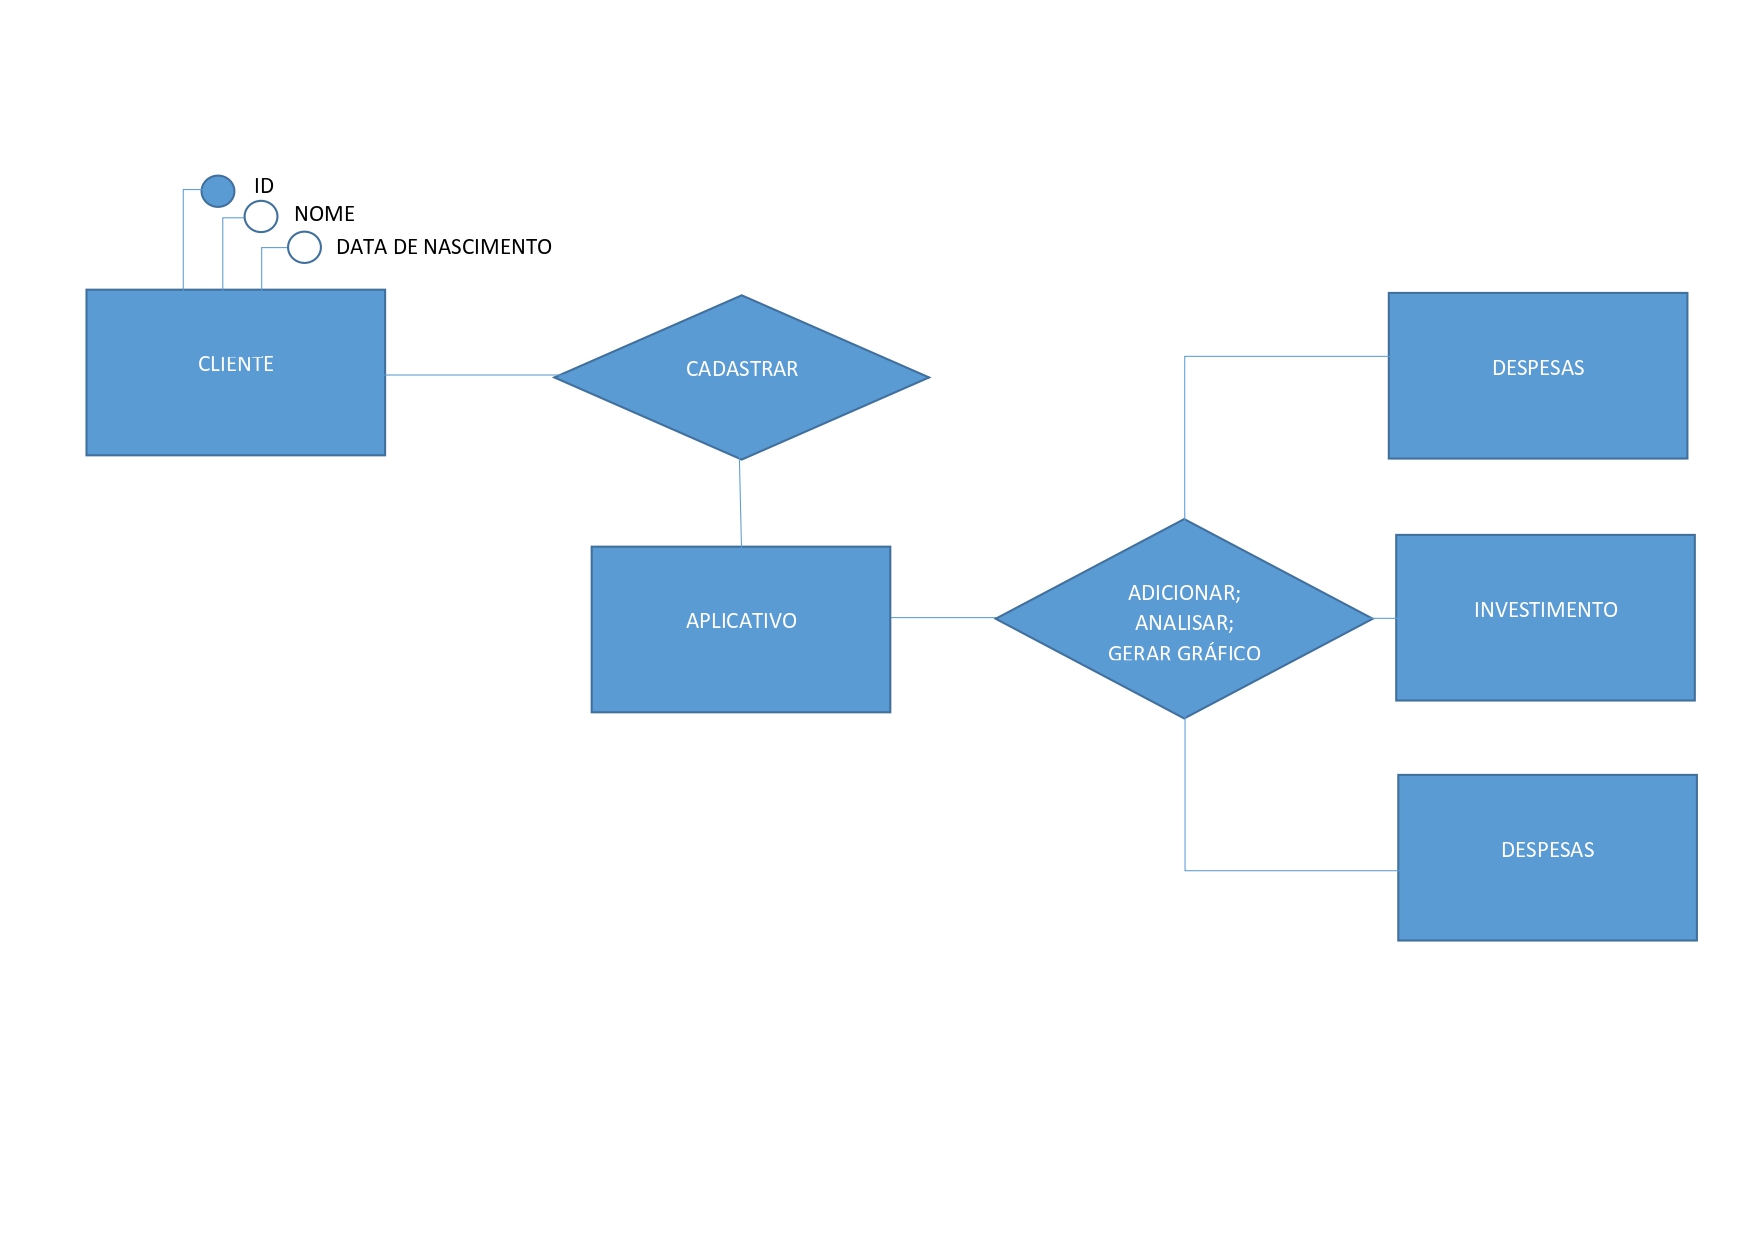 ID
NOME
DATA DE NASCIMENTO
CLIENTE
CADASTRAR
DESPESAS
APLICATIVO
ADICIONAR;
ANALISAR;
GERAR GRÁFICO
INVESTIMENTO
DESPESAS